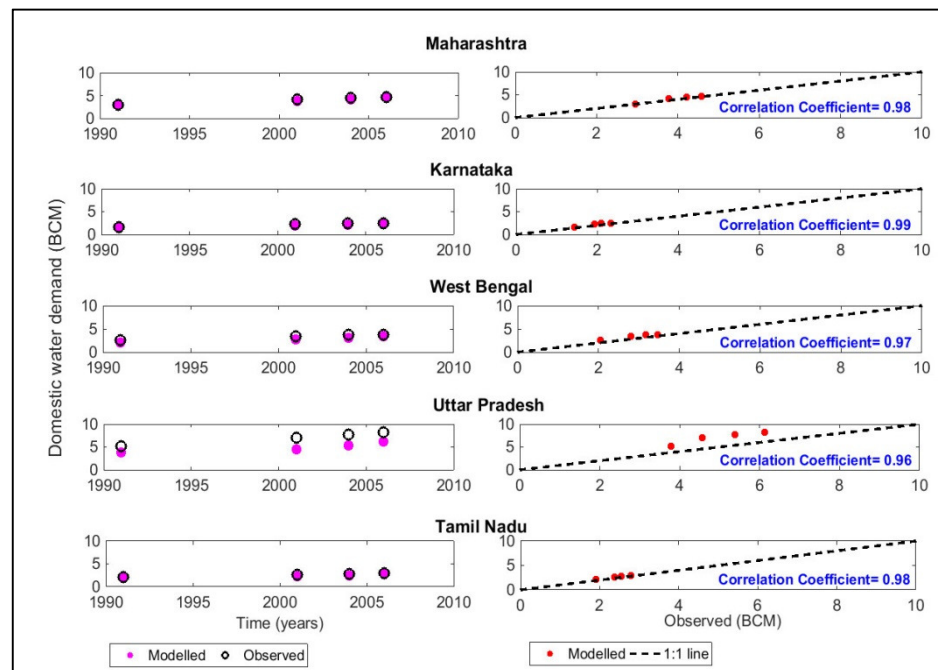 Maharashtra
10
5
0
1990 1995 2000 2005 2010
10
5
0
0 2 4 6 8 10
Correlation Coefficient= 0.98
Karnataka
10
5
0
1990 1995 2000 2005 2010
10
5
0
0 2 4 6 8 10
Correlation Coefficient= 0.99
West Bengal
10
5
0
1990 1995 2000 2005 2010
10
5
0
0 2 4 6 8 10
Correlation Coefficient= 0.97
Uttar Pradesh
10
5
0
1990 1995 2000 2005 2010
10
5
0
0 2 4 6 8 10
Correlation Coefficient= 0.96
Tamil Nadu
10
5
0
1990 1995 2000 2005 2010
10
5
0
0 2 4 6 8 10
Correlation Coefficient= 0.98
Domestic water demand (BCM)
Time (years)
Observed (BCM)
Modelled Observed
Modelled 1:1 line